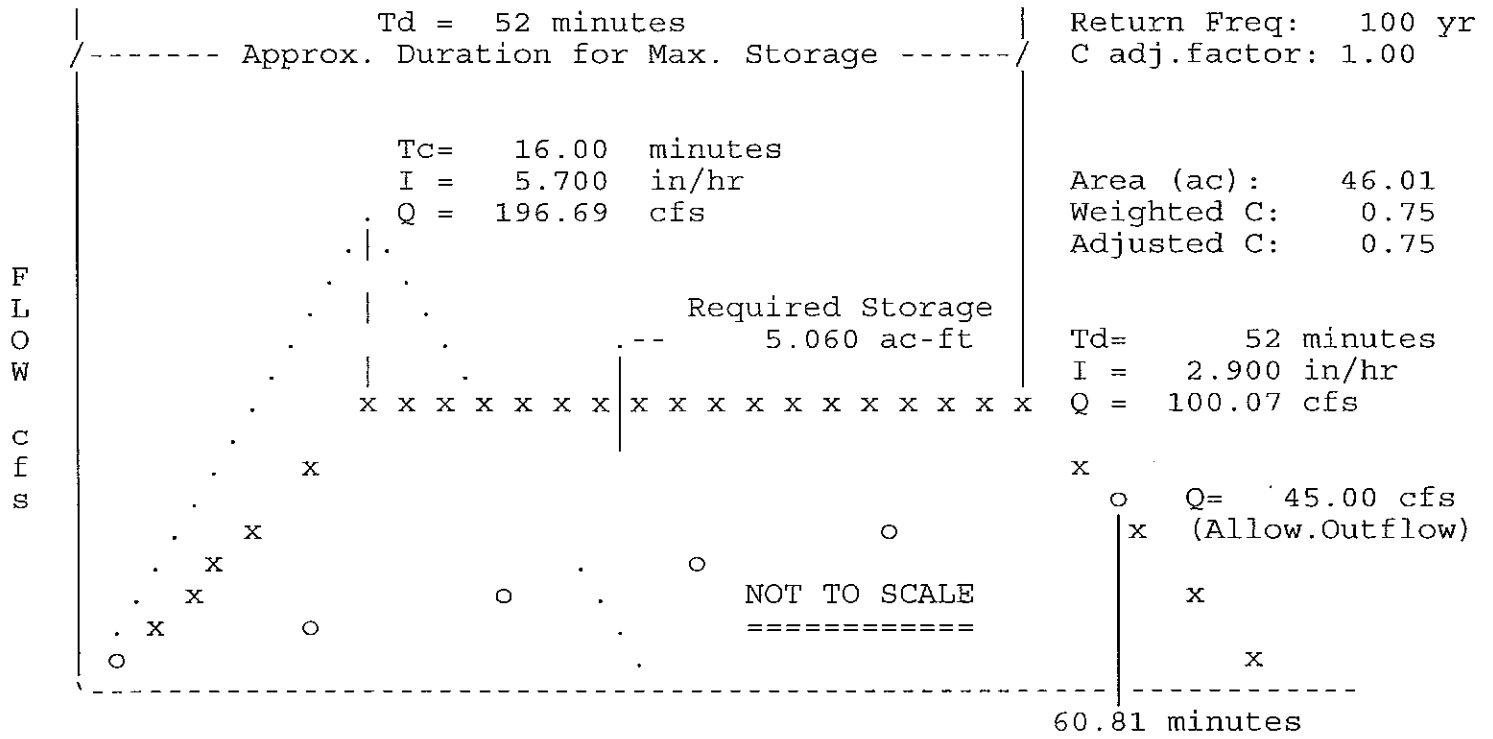 Td = 52 minutes
Return Freq: 100 yr
/------- Approx. Duration for Max. Storage ------/
C adj.factor: 1.00
Tc= 16.00 minutes
I = 5.700 in/hr
Q = 196.69 cfs
Area (ac): 46.01
Weighted C: 0.75
Adjusted C: 0.75
FLOW cfs
Required Storage
5.060 ac-ft
Td= 52 minutes
I = 2.900 in/hr
x x x x x x x x x x x x x x x x x x Q = 100.07 cfs
x x
o Q= 45.00 cfs
x o x (Allow.Outflow)
x o
x o NOT TO SCALE x
x o ============
o x
60.81 minutes